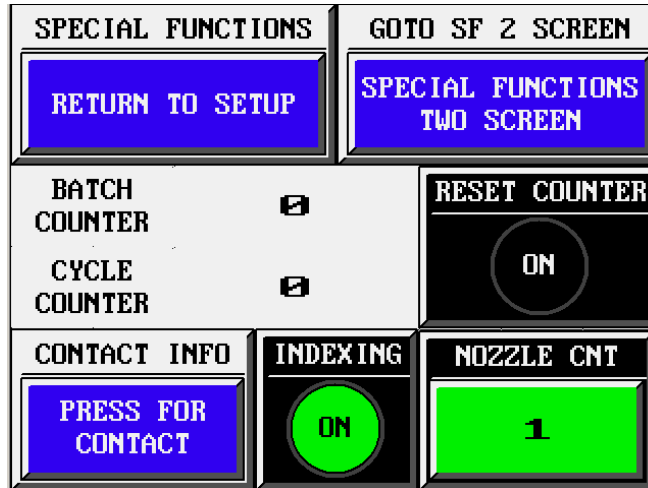 SPECIAL FUNCTIONS
RETURN TO SETUP
GOTO SF 2 SCREEN
SPECIAL FUNCTIONS
TWO SCREEN
BATCH
COUNTER
0
RESET COUNTER
ON
CYCLE
COUNTER
0
CONTACT INFO
PRESS FOR
CONTACT
INDEXING
ON
NOZZLE CNT
1